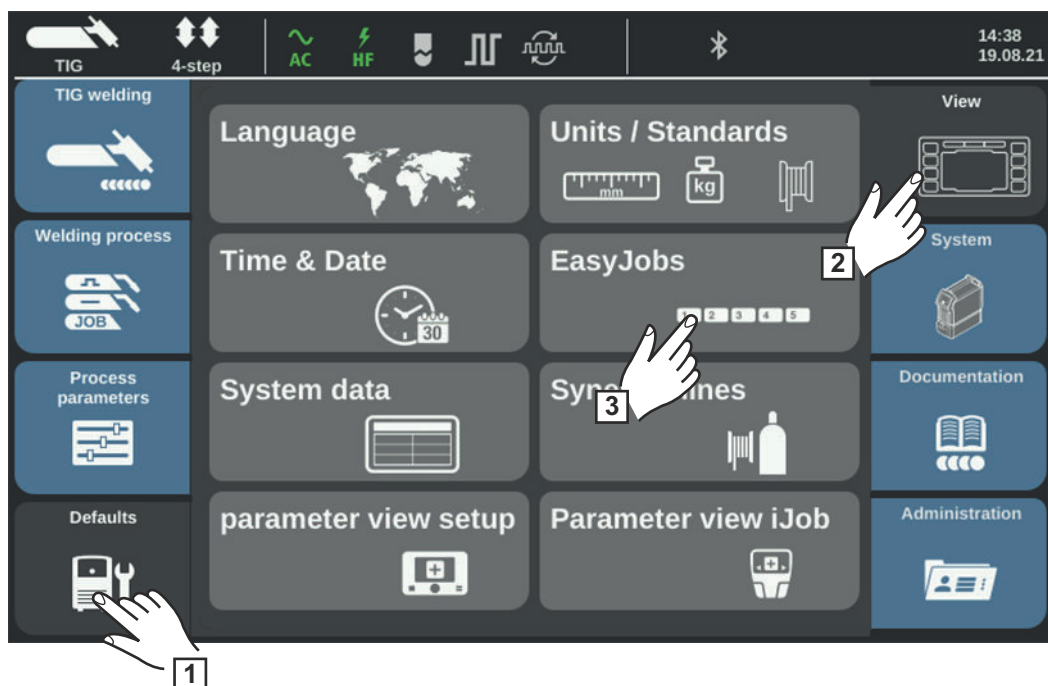 TIG
4-step
AC
HF
14:38
19.08.21
TIG welding
Welding process
JOB
Process
parameters
Defaults
Language
Units / Standards
mm
kg
Time & Date
30
EasyJobs
1 2 3 4 5
System data
Syne
ines
parameter view setup
Parameter view iJob
View
System
Documentation
Administration
1
2
3